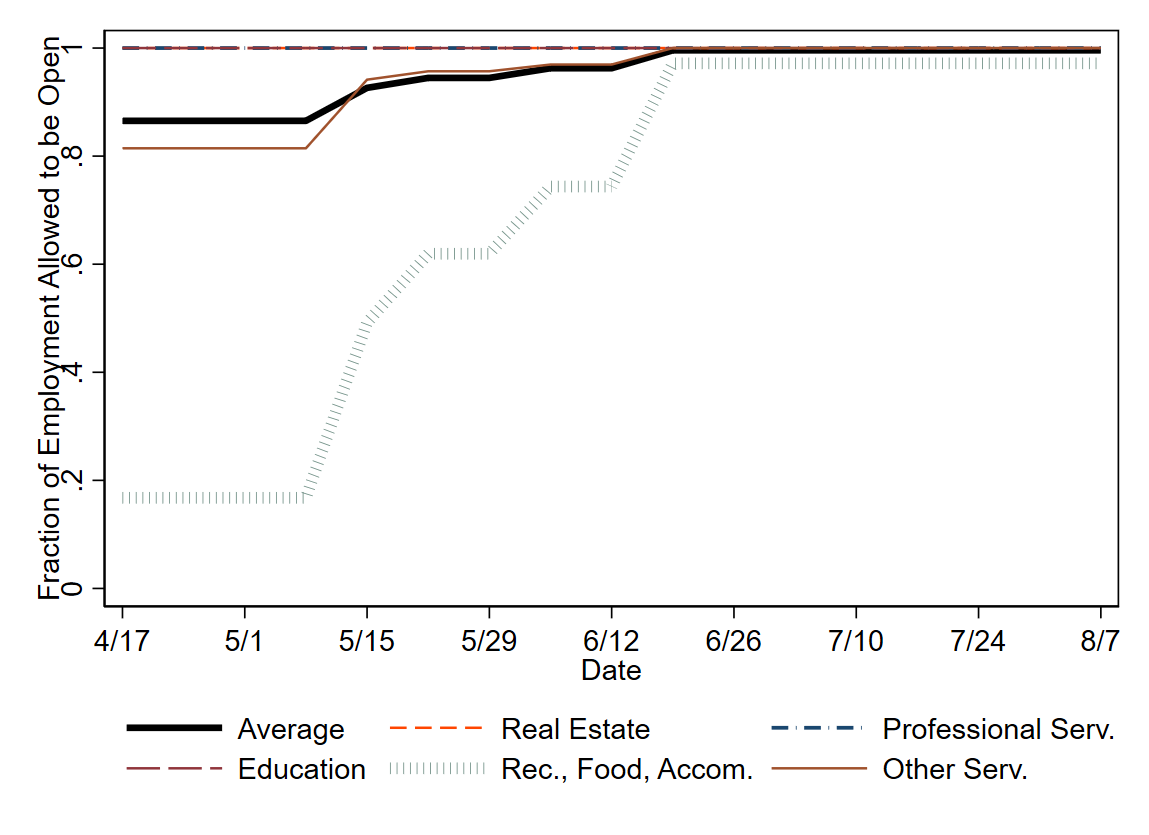 Fraction of Employment Allowed to be Open
1
.8
.6
.4
.2
0
4/17 5/1 5/15 5/29 6/12 6/26 7/10 7/24 8/7
Date
Average Real Estate Professional Serv.
Education Rec., Food, Accom. Other Serv.